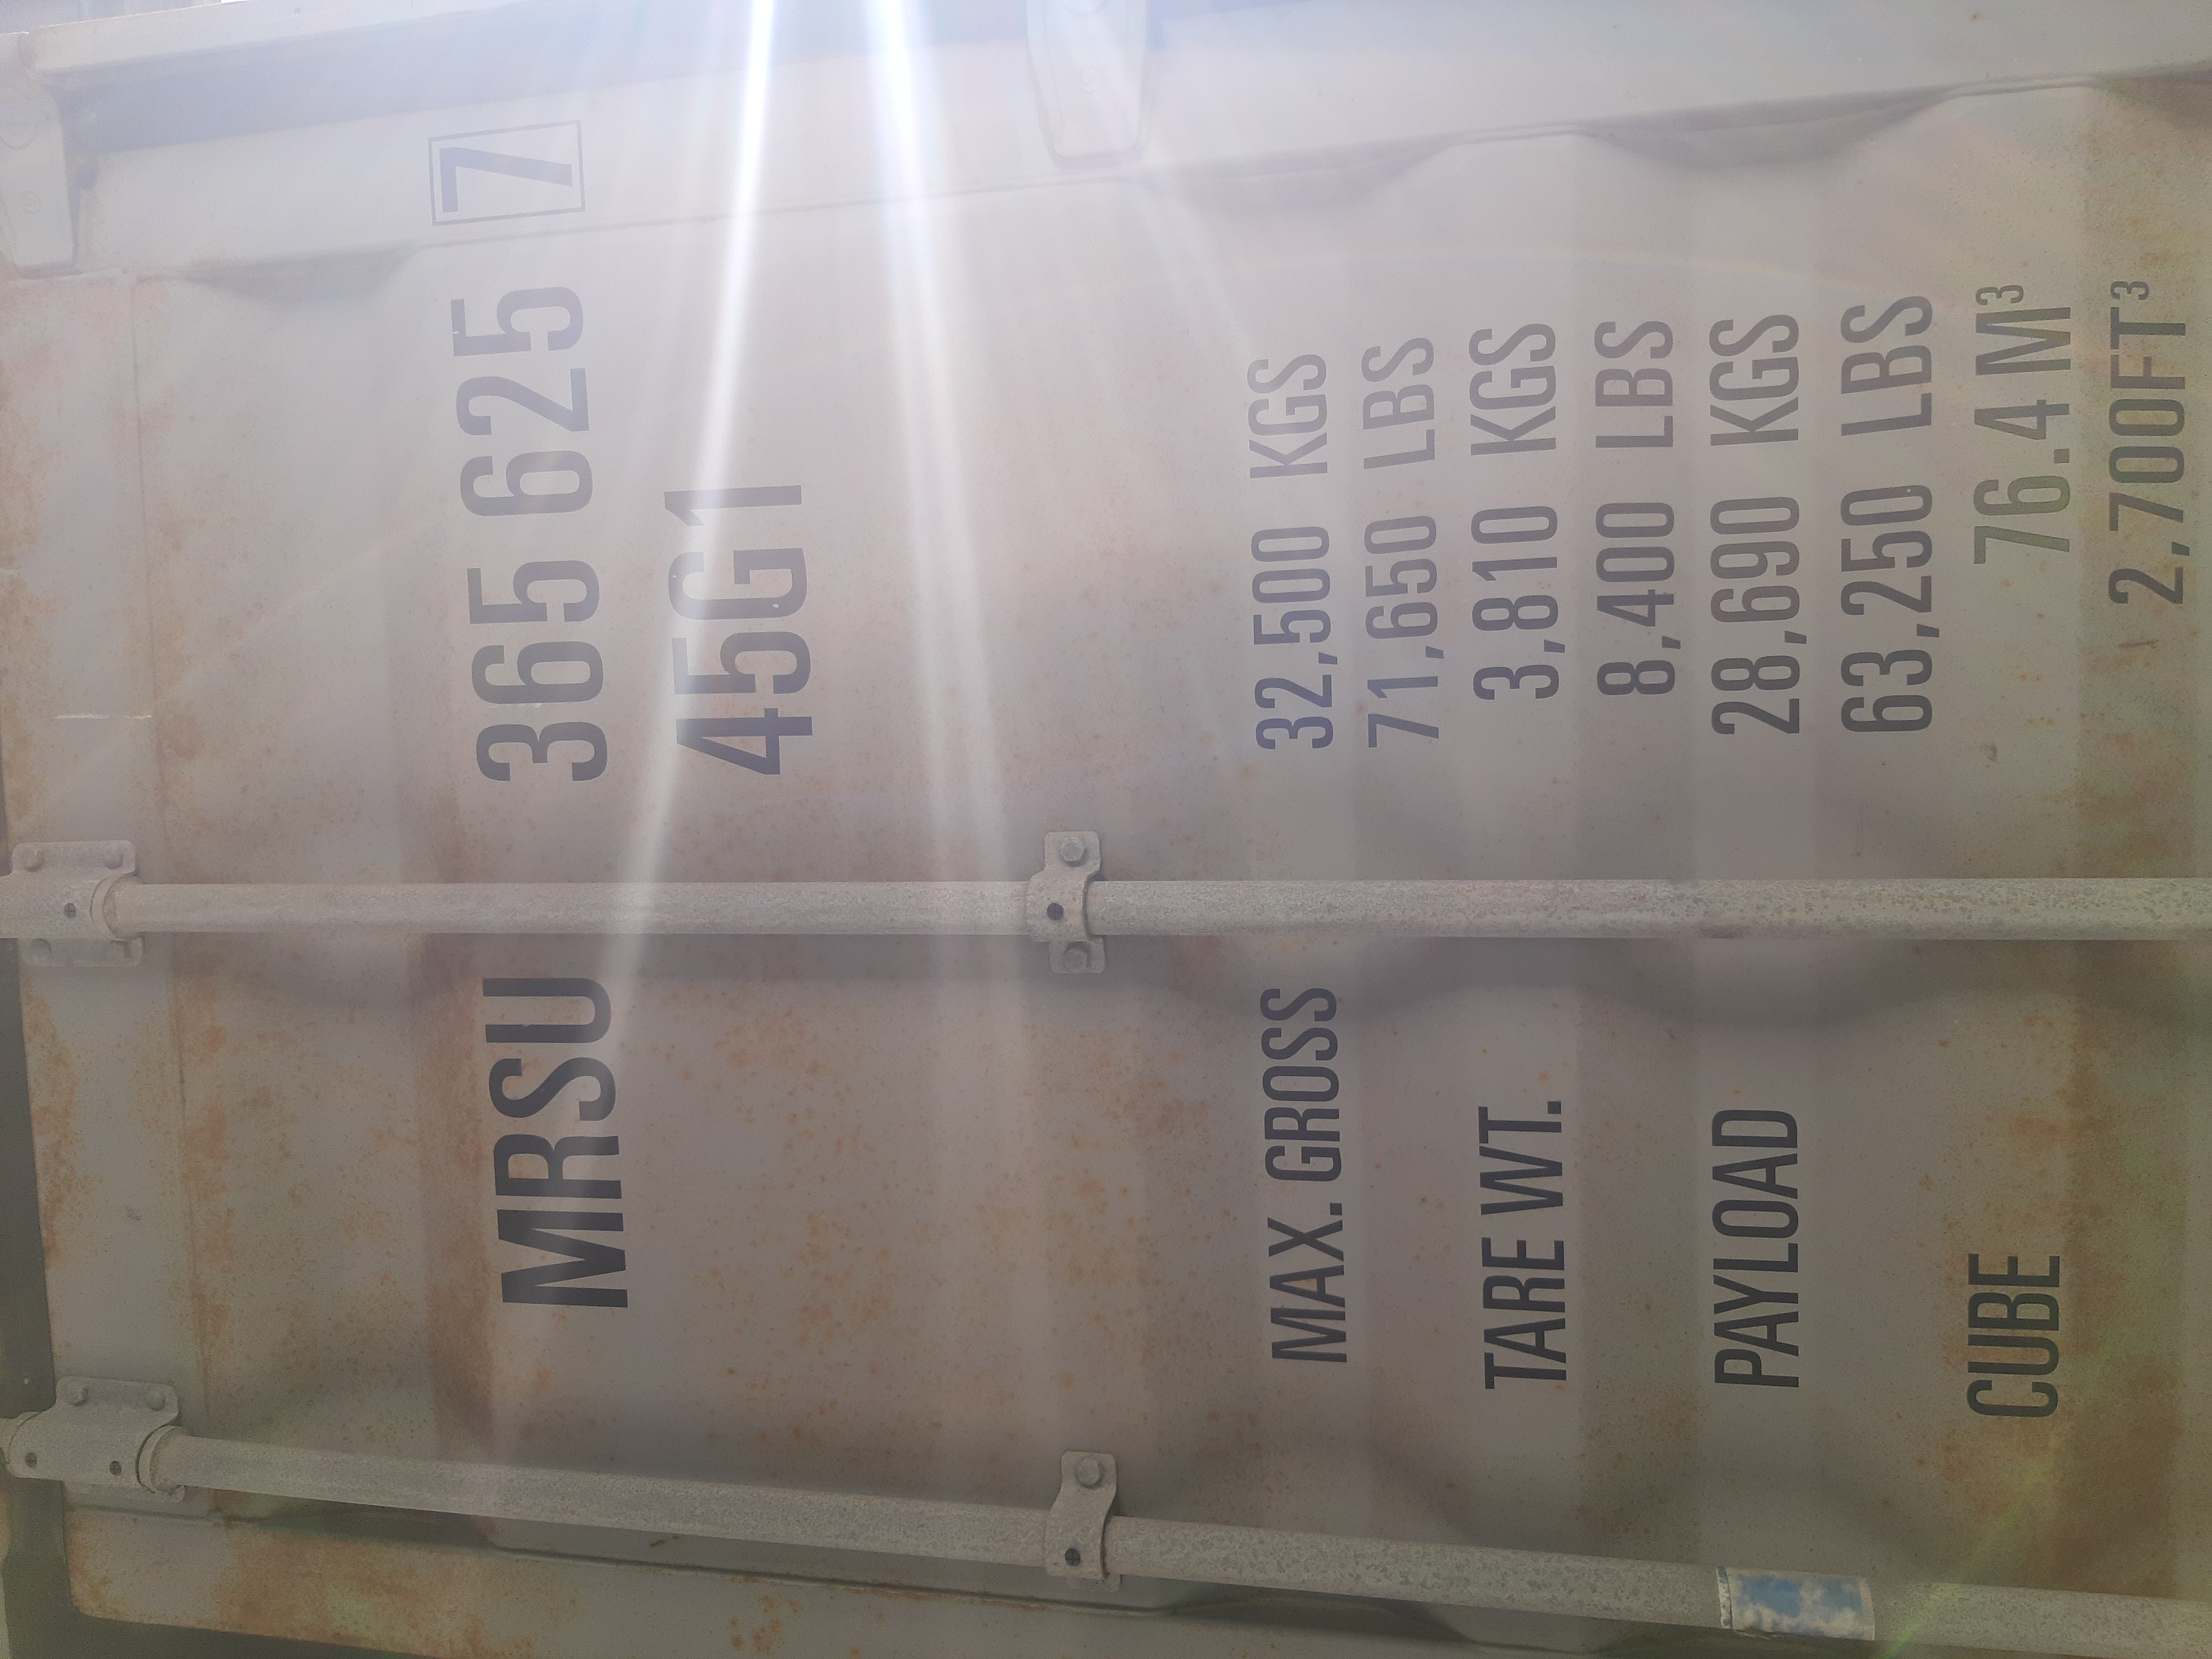 MRSU 365 625 7
45G1
MAX. GROSS 32,500 KGS
71,650 LBS
TARE WT. 3,810 KGS
8,400 LBS
PAYLOAD 28,690 KGS
63,250 LBS
CUBE 76.4 M³
2,700FT³